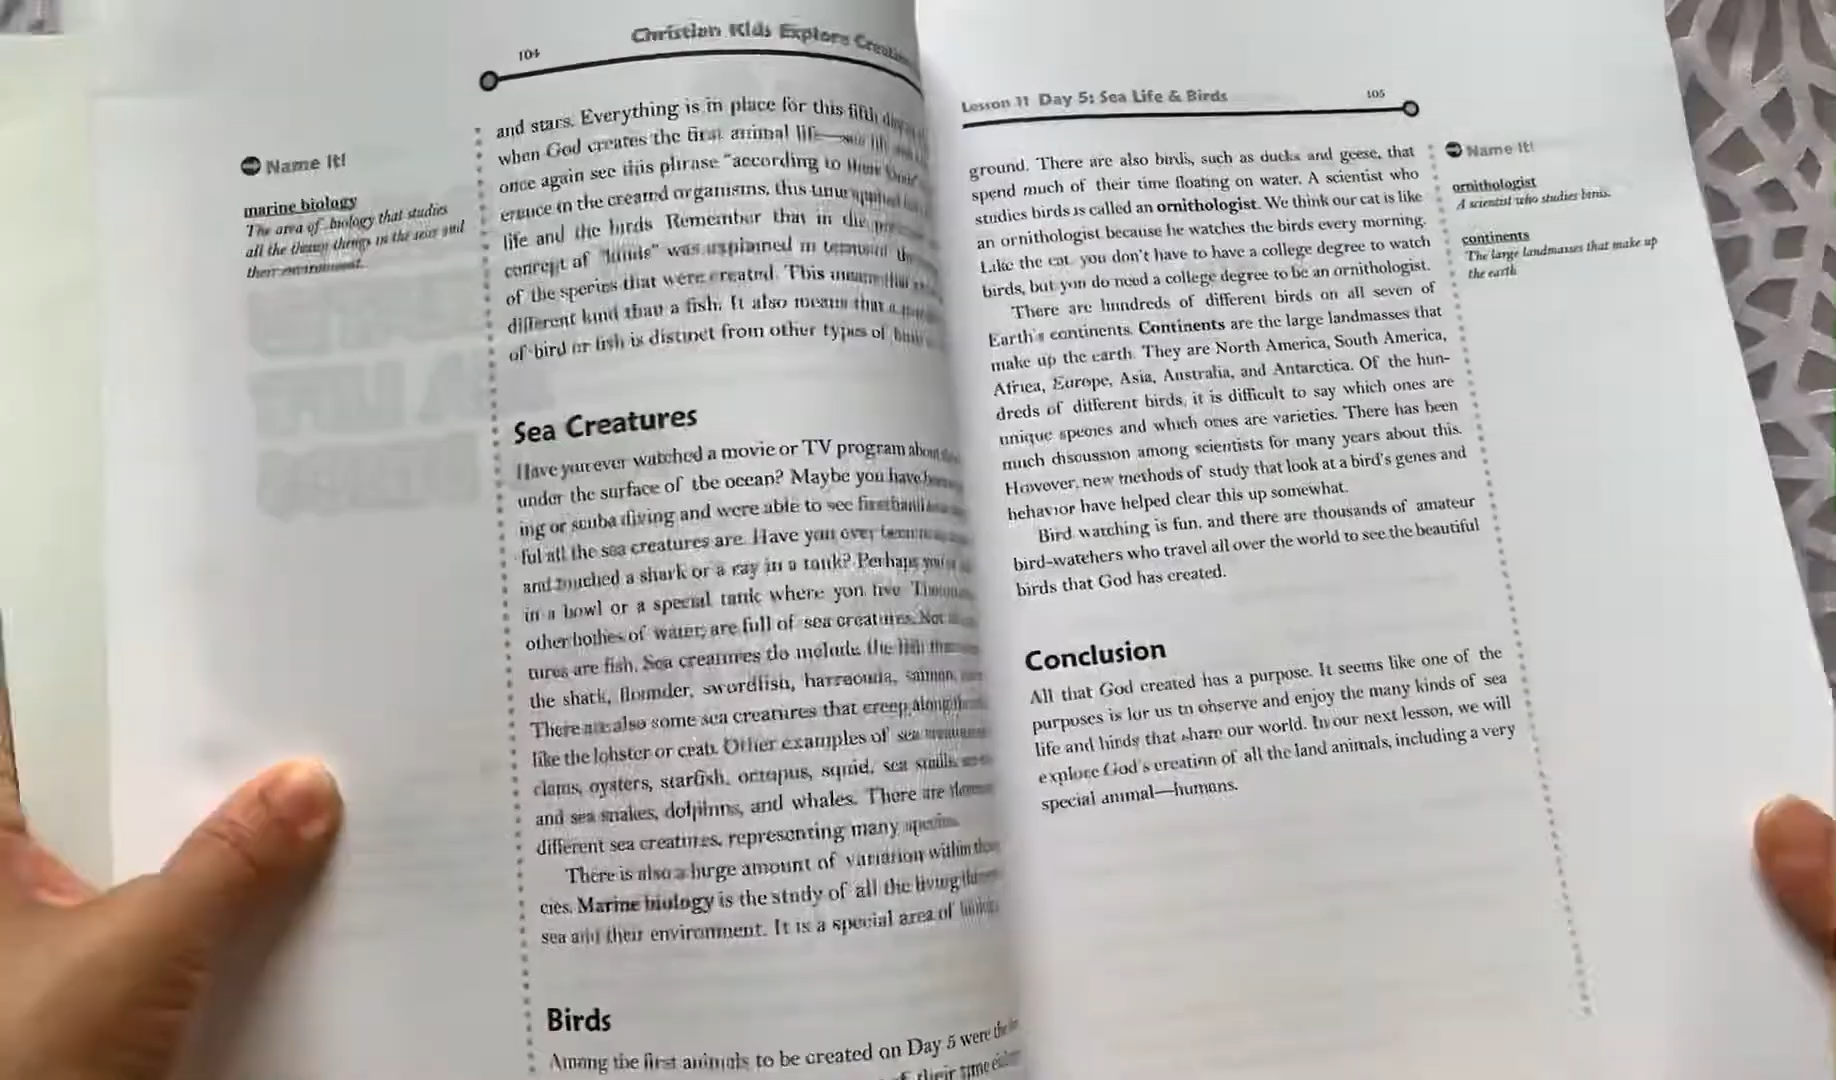 104
Christian Kids Explore
Name It!
marine biology
The area of biology that studies
all the things in the seas and
their environment.
and stars. Everything is in place for this fifth
when God creates the first animal life—sea life and
once again see this phrase "according to their
in the created organisms, this time applied
life and the birds Remember that in the
concept of "kinds" was explained in terms of
of the species that were created. This means that
different kind than a fish. It also means that a
of bird or fish is distinct from other types of
Sea Creatures
Have you ever watched a movie or TV program about
under the surface of the ocean? Maybe you have
ing or scuba diving and were able to see firsthand
ful all the sea creatures are. Have you ever been
and touched a shark or a ray in a tank? Perhaps
in a bowl or a special tank where you live
other bodies of water, are full of sea creatures. Not
tures are fish. Sea creatures do include the fish
the shark, flounder, swordfish, barracuda, salmon,
There are also some sea creatures that creep along
like the lobster or crab. Other examples of sea creatures
clams, oysters, starfish, octopus, squid, sea snails,
and sea snakes, dolphins, and whales. There are
different sea creatures, representing many species.
There is also a huge amount of variation within
cies. Marine biology is the study of all the living
sea and their environment. It is a special area of
Birds
Among the first animals to be created on Day 5 were the
their time
Lesson 11 Day 5: Sea Life & Birds
105
ground. There are also birds, such as ducks and geese, that
spend much of their time floating on water. A scientist who
studies birds is called an ornithologist. We think our cat is like
an ornithologist because he watches the birds every morning.
Like the cat, you don't have to have a college degree to watch
birds, but you do need a college degree to be an ornithologist.
There are hundreds of different birds on all seven of
Earth's continents. Continents are the large landmasses that
make up the earth. They are North America, South America,
Africa, Europe, Asia, Australia, and Antarctica. Of the hun-
dreds of different birds, it is difficult to say which ones are
unique species and which ones are varieties. There has been
much discussion among scientists for many years about this.
However, new methods of study that look at a bird's genes and
behavior have helped clear this up somewhat.
Bird watching is fun, and there are thousands of amateur
bird-watchers who travel all over the world to see the beautiful
birds that God has created.
Conclusion
All that God created has a purpose. It seems like one of the
purposes is for us to observe and enjoy the many kinds of sea
life and birds that share our world. In our next lesson, we will
explore God's creation of all the land animals, including a very
special animal—humans.
Name It!
ornithologist
A scientist who studies birds.
continents
The large landmasses that make up
the earth